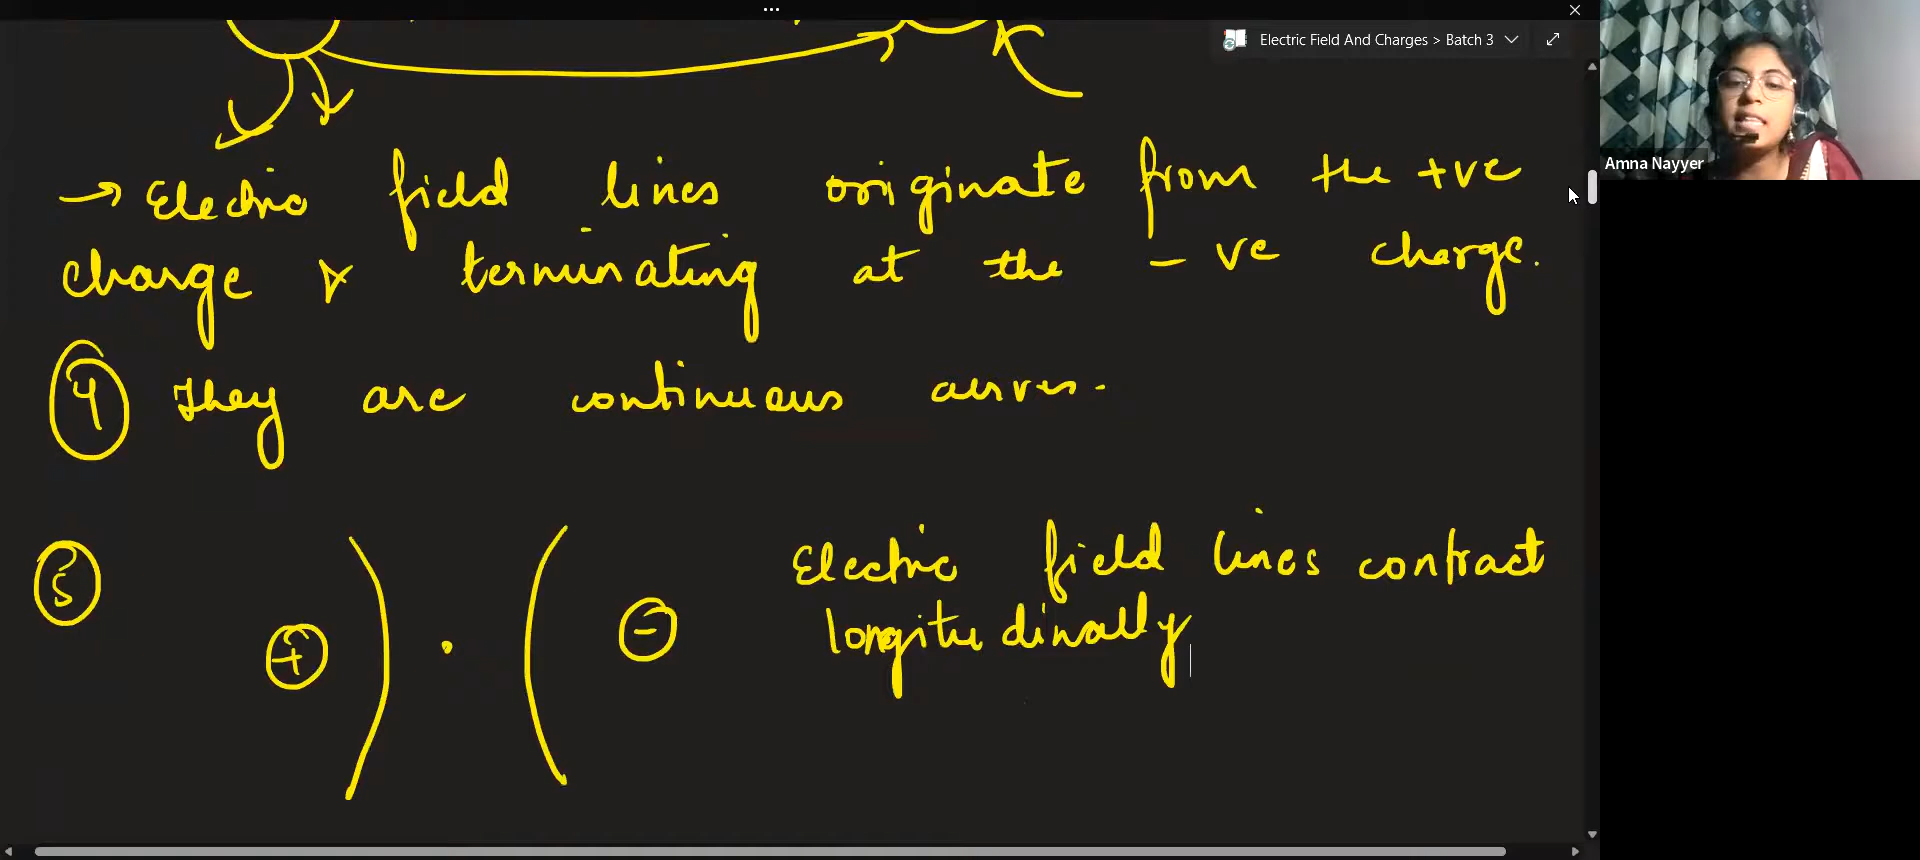 Electric Field And Charges > Batch 3
Amna Nayyer
→ Electric field lines originate from the +ve
charge & terminating at the -ve charge.
4 They are continuous curves.
5
+ -
Electric field lines contract
longitudinally